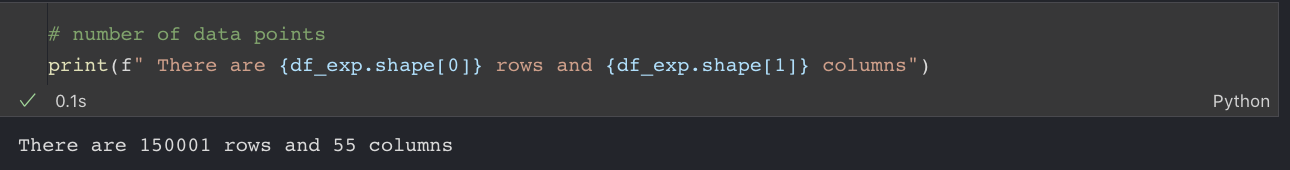 # number of data points
print(f" There are {df_exp.shape[0]} rows and {df_exp.shape[1]} columns")
0.1s
Python
There are 150001 rows and 55 columns